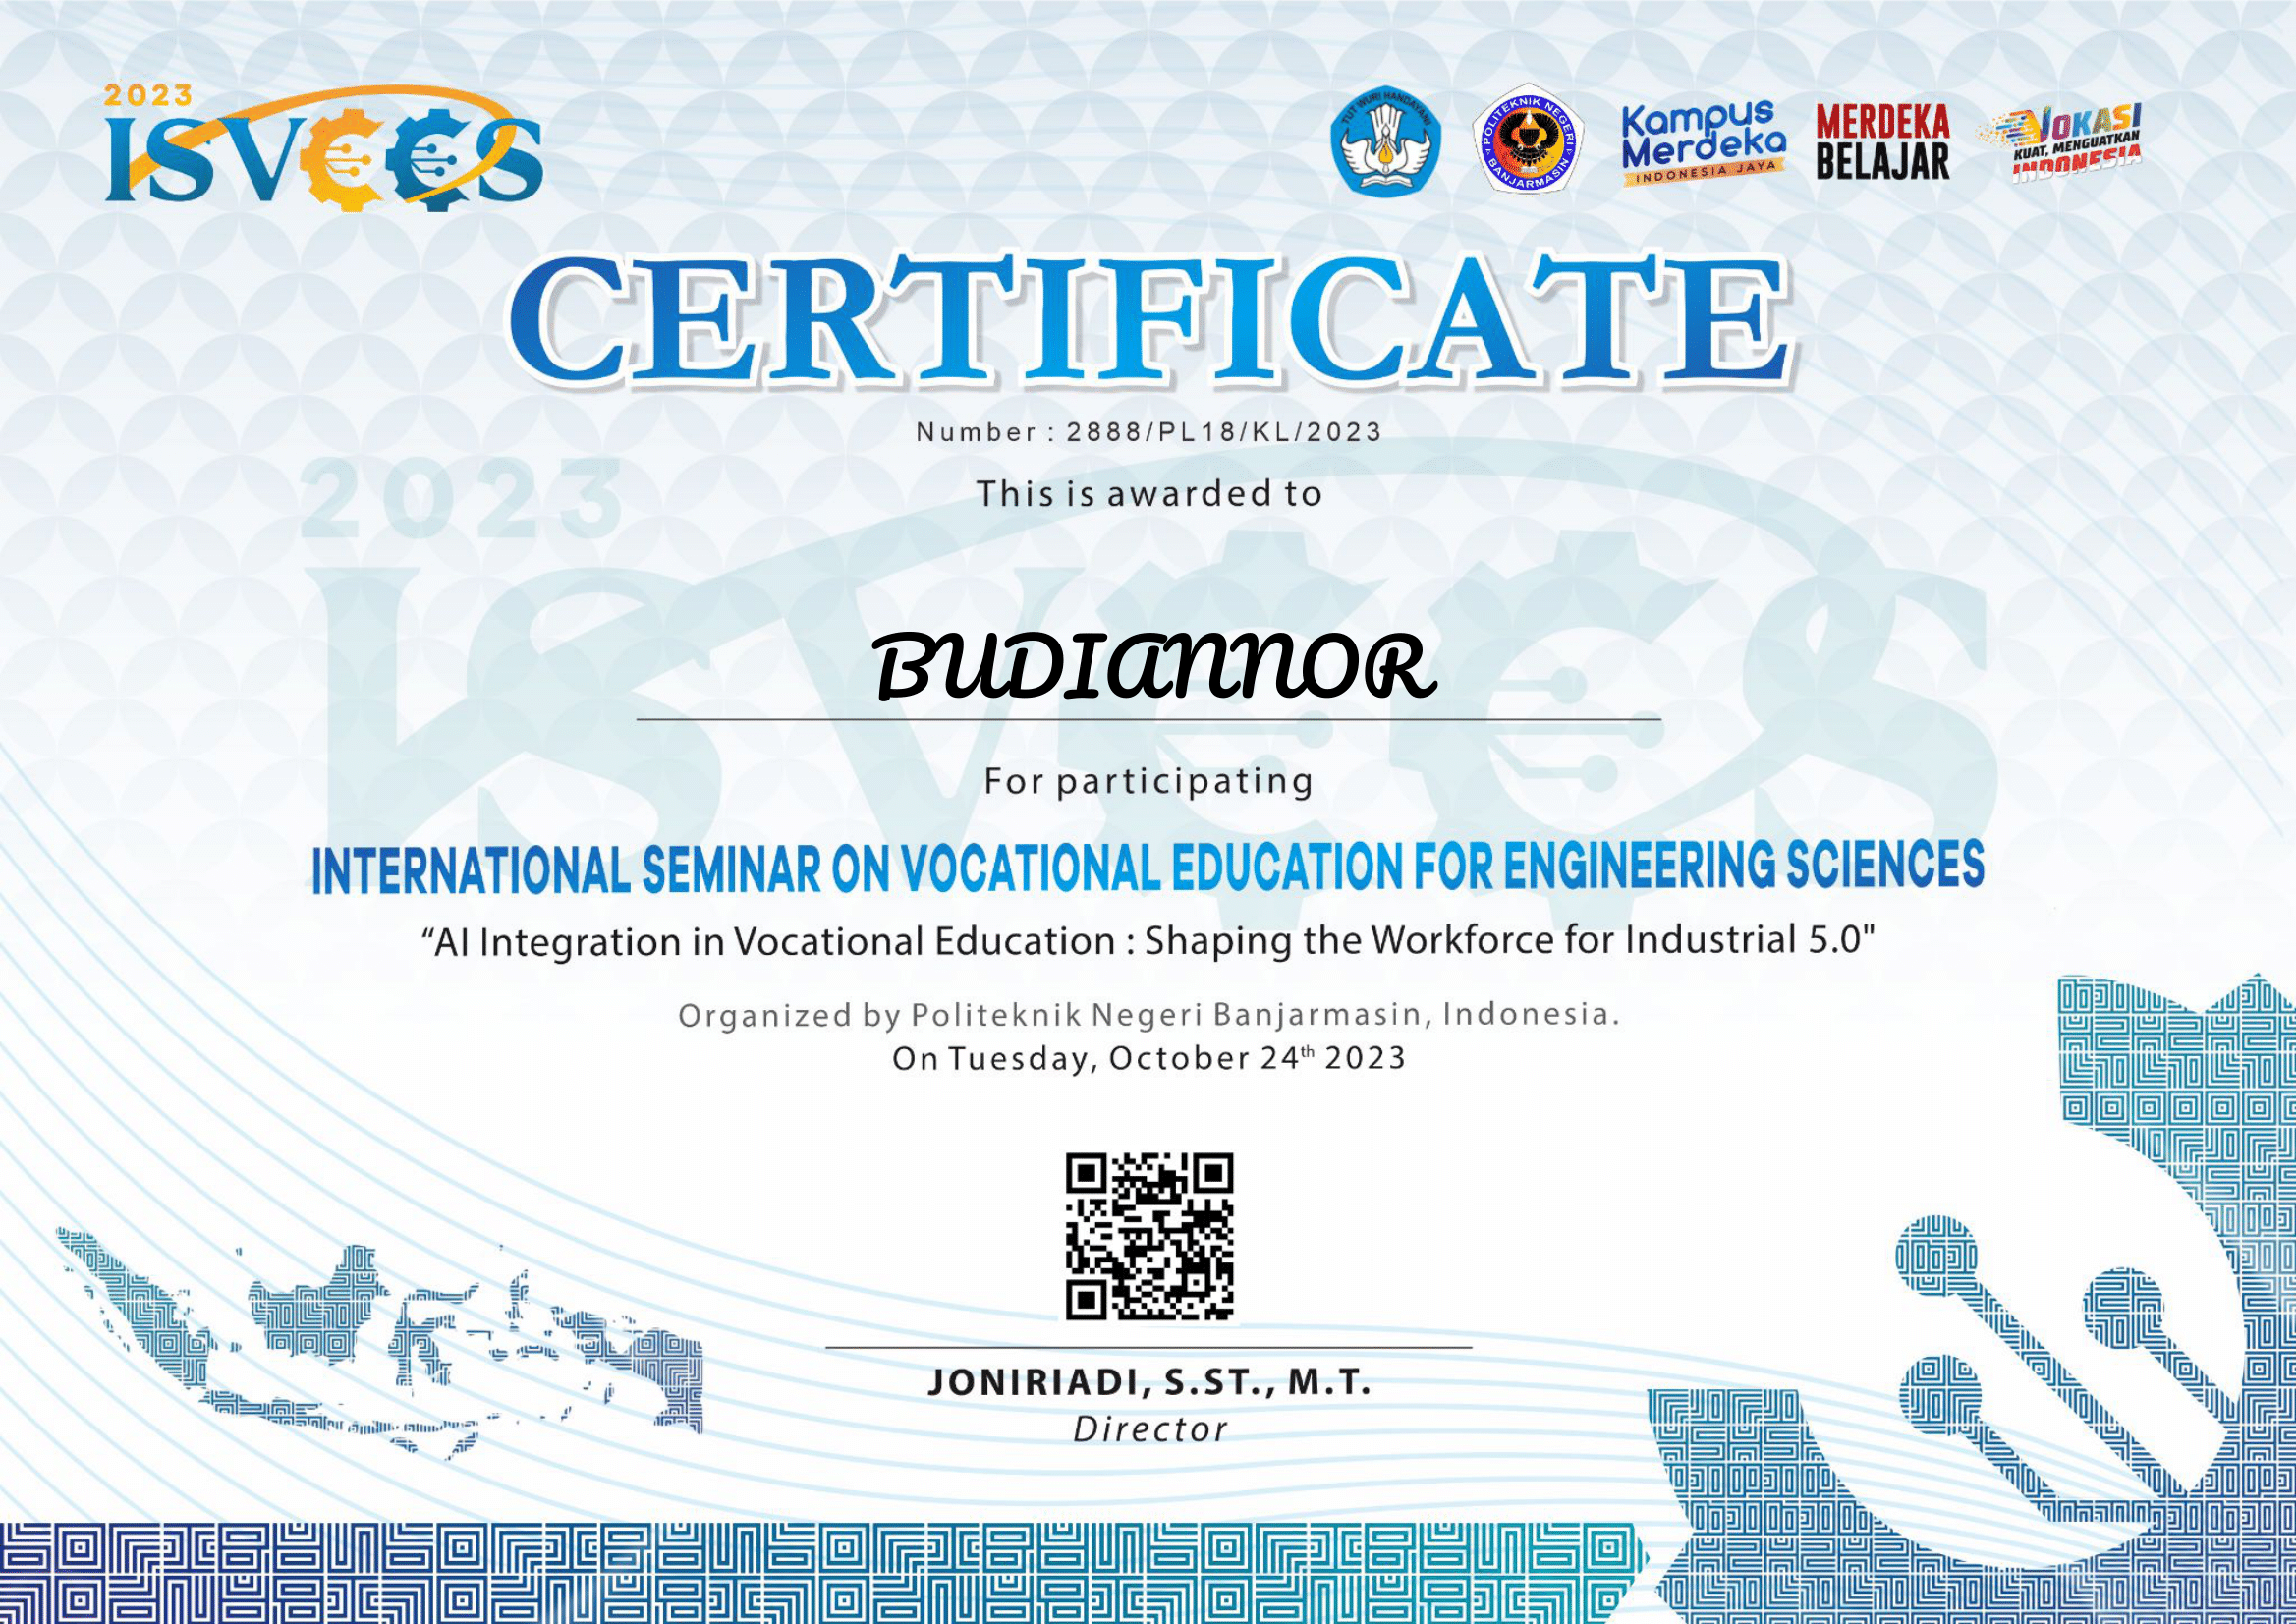 2023
ISVEES
TUT WURI HANDAYANI
POLITEKNIK NEGERI
BANJARMASIN
Kampus
Merdeka
INDONESIA JAYA
MERDEKA
BELAJAR
VOKASI
KUAT, MENGUATKAN
INDONESIA
CERTIFICATE
Number : 2888/PL18/KL/2023
This is awarded to
2023
ISVEES
BUDIANNOR
For participating
INTERNATIONAL SEMINAR ON VOCATIONAL EDUCATION FOR ENGINEERING SCIENCES
“AI Integration in Vocational Education : Shaping the Workforce for Industrial 5.0"
Organized by Politeknik Negeri Banjarmasin, Indonesia.
On Tuesday, October 24th 2023
JONIRIADI, S.ST., M.T.
Director